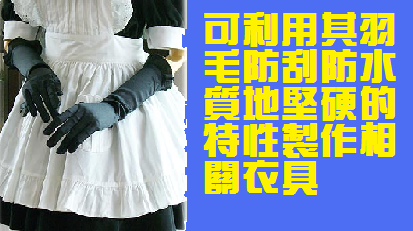 可利用其羽
毛防刮防水
質地堅硬的
特性製作相
關衣具